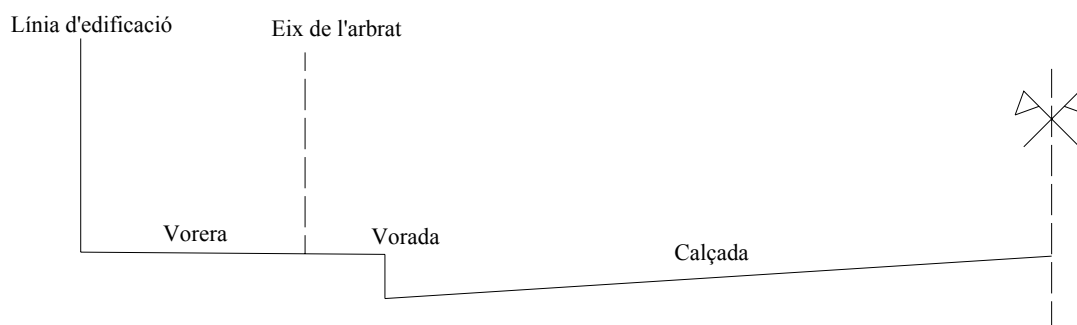 Línia d'edificació
Eix de l'arbrat
Vorera
Vorada
Calçada